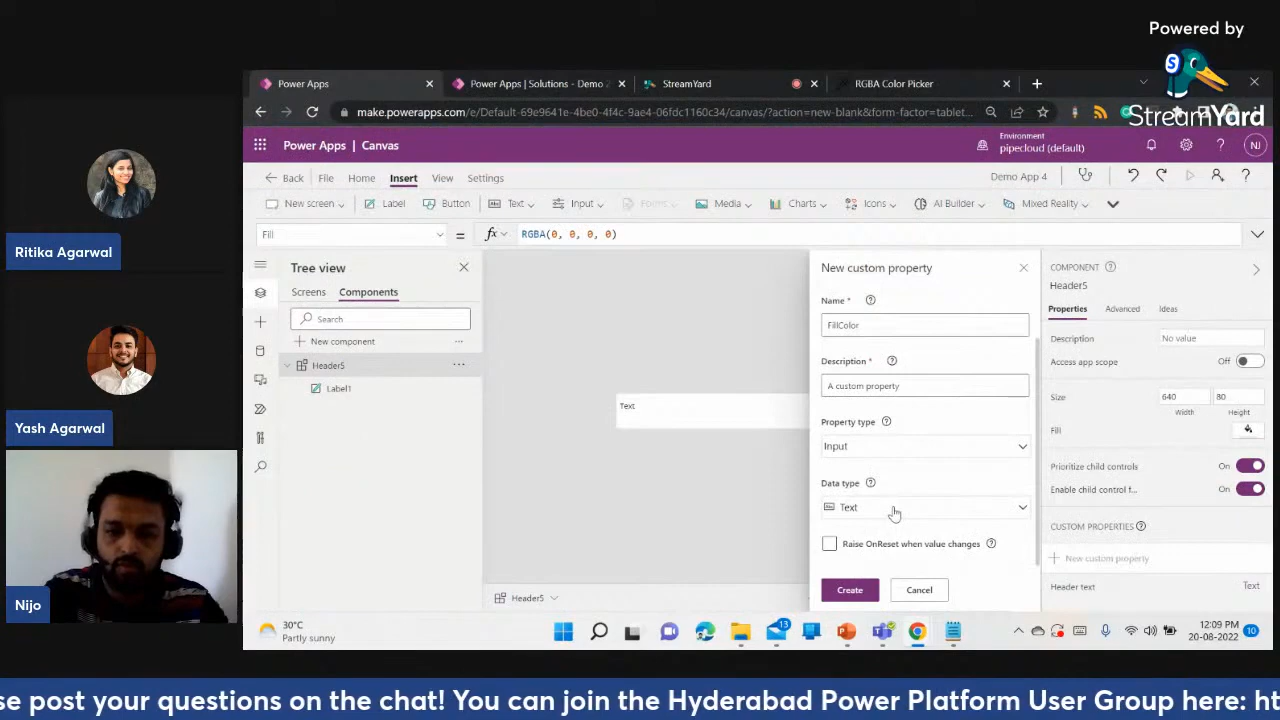 Powered by
StreamYard
Power Apps
Power Apps | Solutions - Demo 2
StreamYard
RGBA Color Picker
make.powerapps.com/e/Default-69e9641e-4be0-4f4c-9ae4-06fdc1160c34/canvas/?action=new-blank&form-factor=tablet...
Power Apps | Canvas
Environment
pipecloud (default)
NJ
Back File Home Insert View Settings
Demo App 4
New screen Label Button Text Input Forms Media Charts Icons AI Builder Mixed Reality
Fill = fx RGBA(0, 0, 0, 0)
Tree view
Screens Components
Search
New component
Header5
Label1
Text
Header5
New custom property
Name *
FillColor
Description *
A custom property
Property type
Input
Data type
Text
Raise OnReset when value changes
Create Cancel
COMPONENT
Header5
Properties Advanced Ideas
Description No value
Access app scope Off
Size 640 80
Width Height
Fill
Prioritize child controls On
Enable child control f... On
CUSTOM PROPERTIES
New custom property
Header text Text
Ritika Agarwal
Yash Agarwal
Nijo
30°C
Partly sunny
13
12:09 PM
20-08-2022
10
se post your questions on the chat! You can join the Hyderabad Power Platform User Group here: ht